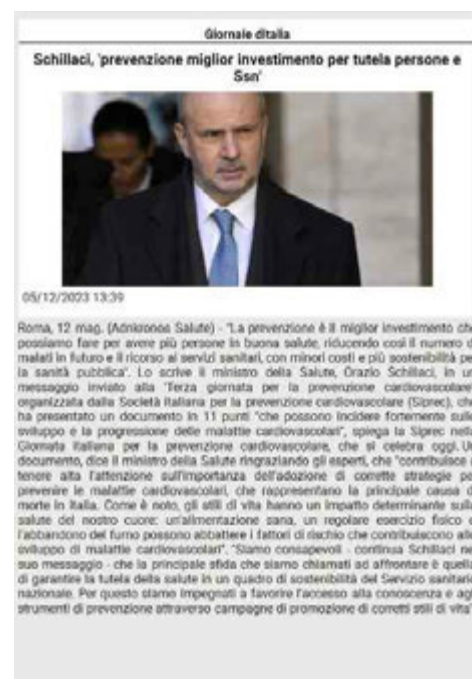 Giornale dItalia
Schillaci, 'prevenzione miglior investimento per tutela persone e
Ssn'
05/12/2023 13:39
Roma, 12 mag. (Adnkronos Salute) - "La prevenzione è il miglior investimento che
possiamo fare per avere più persone in buona salute, riducendo così il numero d
malati in futuro e il ricorso ai servizi sanitari, con minori costi e più sostenibilità pe
la sanità pubblica". Lo scrive il ministro della Salute, Orazio Schillaci, in un
messaggio inviato alla "Terza giornata per la prevenzione cardiovascolare
organizzata dalla Società italiana per la prevenzione cardiovascolare (Siprec), che
ha presentato un documento in 11 punti "che possono incidere fortemente sullo
sviluppo e la progressione delle malattie cardiovascolari", spiega la Siprec nella
Giornata italiana per la prevenzione cardiovascolare, che si celebra oggi. Un
documento, dice il ministro della Salute ringraziando gli esperti, che "contribuisce a
tenere alta l'attenzione sull'importanza dell'adozione di corrette strategie per
prevenire le malattie cardiovascolari, che rappresentano la principale causa d
morte in Italia. Come è noto, gli stili di vita hanno un impatto determinante sulla
salute del nostro cuore: un'alimentazione sana, un regolare esercizio fisico e
l'abbandono del fumo possono abbattere i fattori di rischio che contribuiscono allo
sviluppo di malattie cardiovascolari". "Siamo consapevoli - continua Schillaci nel
suo messaggio - che la principale sfida che siamo chiamati ad affrontare è quella
di garantire la tutela della salute in un quadro di sostenibilità del Servizio sanitario
nazionale. Per questo siamo impegnati a favorire l'accesso alla conoscenza e agl
strumenti di prevenzione attraverso campagne di promozione di corretti stili di vita"